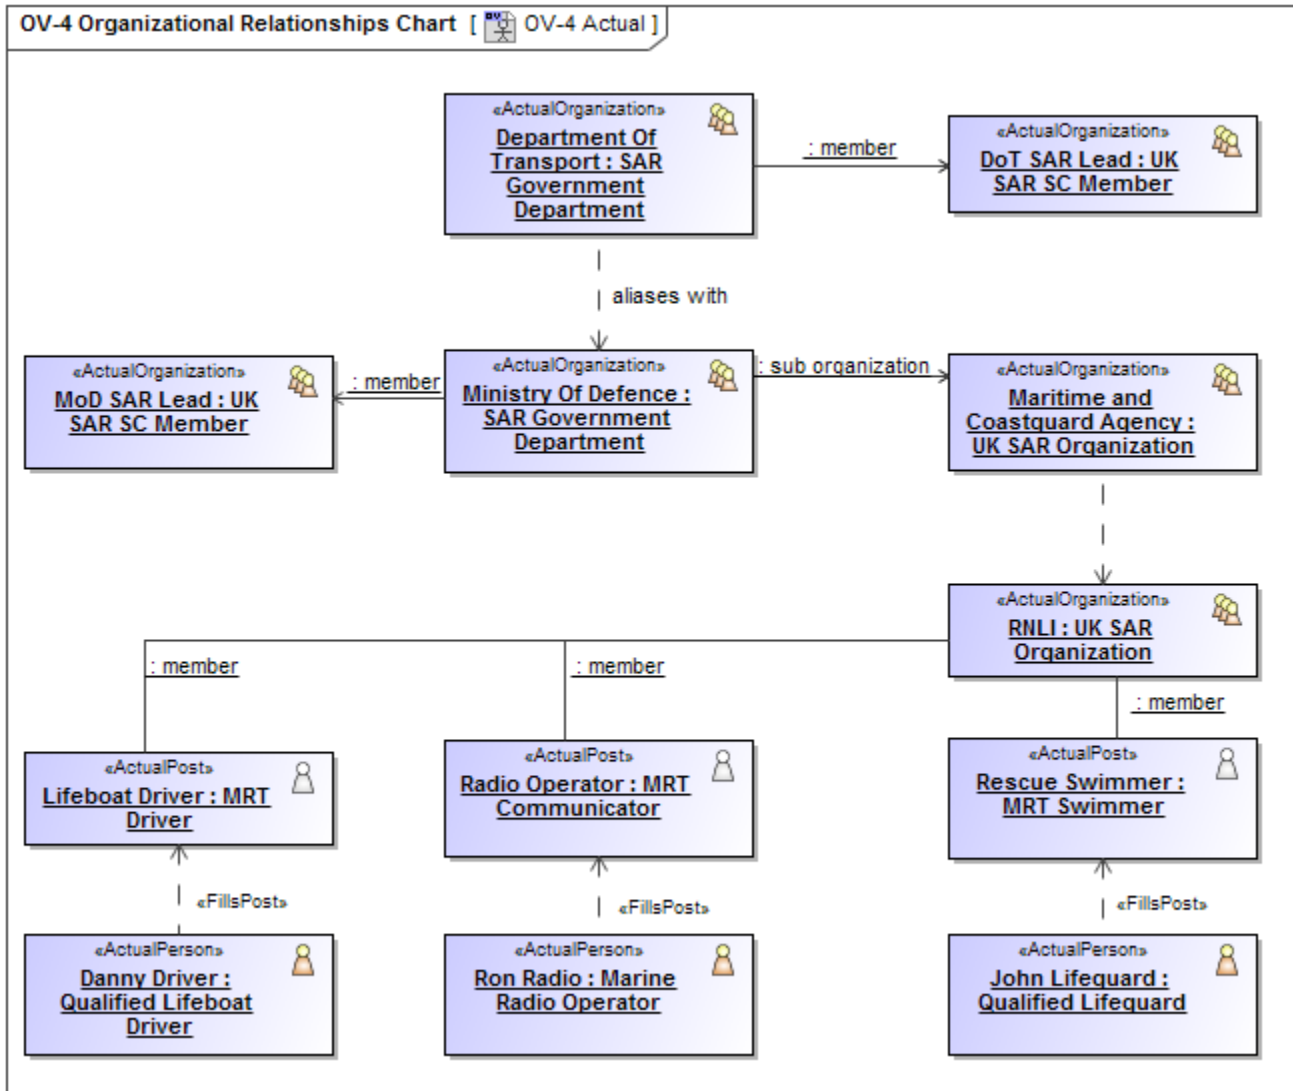 OV-4 Organizational Relationships Chart [ OV-4 Actual ]
«ActualOrganization»
Department Of
Transport : SAR
Government
Department
: member
«ActualOrganization»
DoT SAR Lead : UK
SAR SC Member
aliases with
«ActualOrganization»
MoD SAR Lead : UK
SAR SC Member
: member
«ActualOrganization»
Ministry Of Defence :
SAR Government
Department
: sub organization
«ActualOrganization»
Maritime and
Coastguard Agency :
UK SAR Organization
«ActualOrganization»
RNLI : UK SAR
Organization
: member
: member
: member
«ActualPost»
Lifeboat Driver : MRT
Driver
«ActualPost»
Radio Operator : MRT
Communicator
«ActualPost»
Rescue Swimmer :
MRT Swimmer
«FillsPost»
«FillsPost»
«FillsPost»
«ActualPerson»
Danny Driver :
Qualified Lifeboat
Driver
«ActualPerson»
Ron Radio : Marine
Radio Operator
«ActualPerson»
John Lifeguard :
Qualified Lifeguard